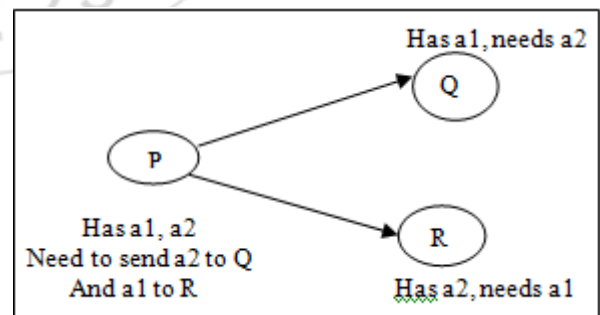 Has a1, needs a2
Q
P
Has a1, a2
Need to send a2 to Q
And a1 to R
R
Has a2, needs a1